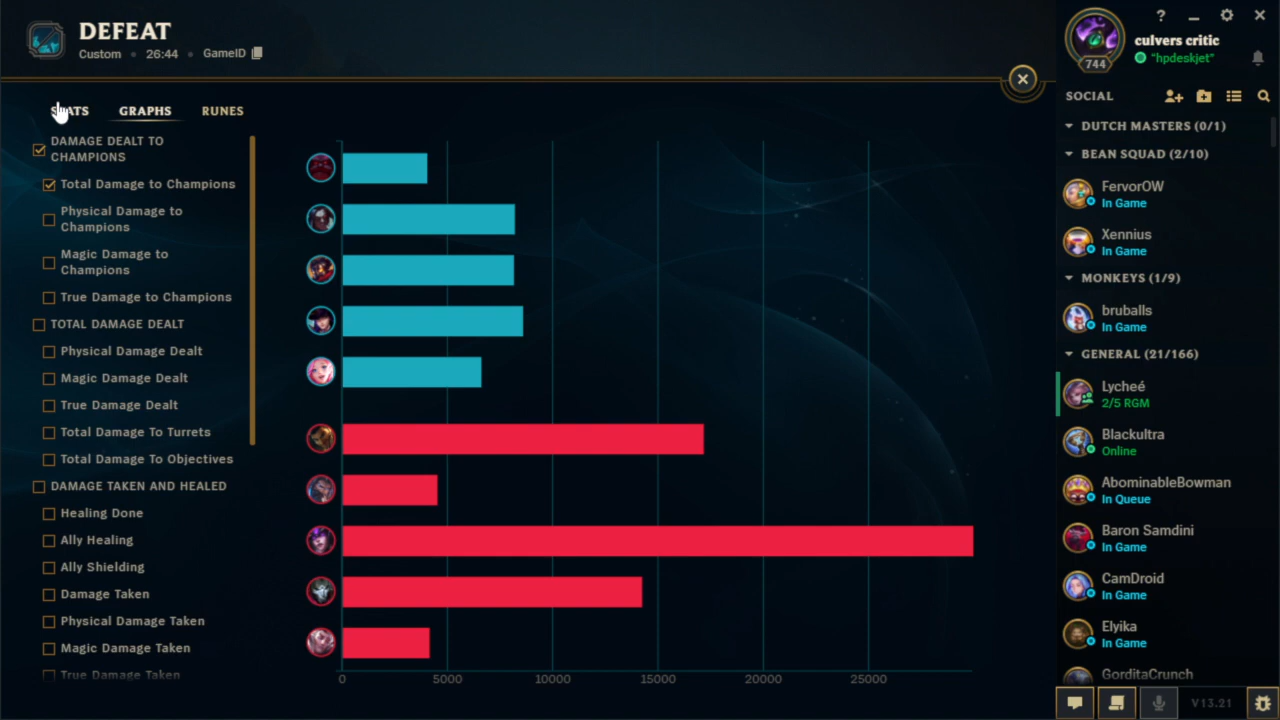 DEFEAT
Custom • 26:44 • GameID
STATS GRAPHS RUNES
DAMAGE DEALT TO
CHAMPIONS
Total Damage to Champions
Physical Damage to
Champions
Magic Damage to
Champions
True Damage to Champions
TOTAL DAMAGE DEALT
Physical Damage Dealt
Magic Damage Dealt
True Damage Dealt
Total Damage To Turrets
Total Damage To Objectives
DAMAGE TAKEN AND HEALED
Healing Done
Ally Healing
Ally Shielding
Damage Taken
Physical Damage Taken
Magic Damage Taken
True Damage Taken
0 5000 10000 15000 20000 25000
744
culvers critic
"hpdeskjet"
SOCIAL
DUTCH MASTERS (0/1)
BEAN SQUAD (2/10)
FervorOW
In Game
Xennius
In Game
MONKEYS (1/9)
bruballs
In Game
GENERAL (21/166)
Lycheé
2/5 RGM
Blackultra
Online
AbominableBowman
In Queue
Baron Samdini
In Game
CamDroid
In Game
Elyika
In Game
GorditaCrunch
V13.21